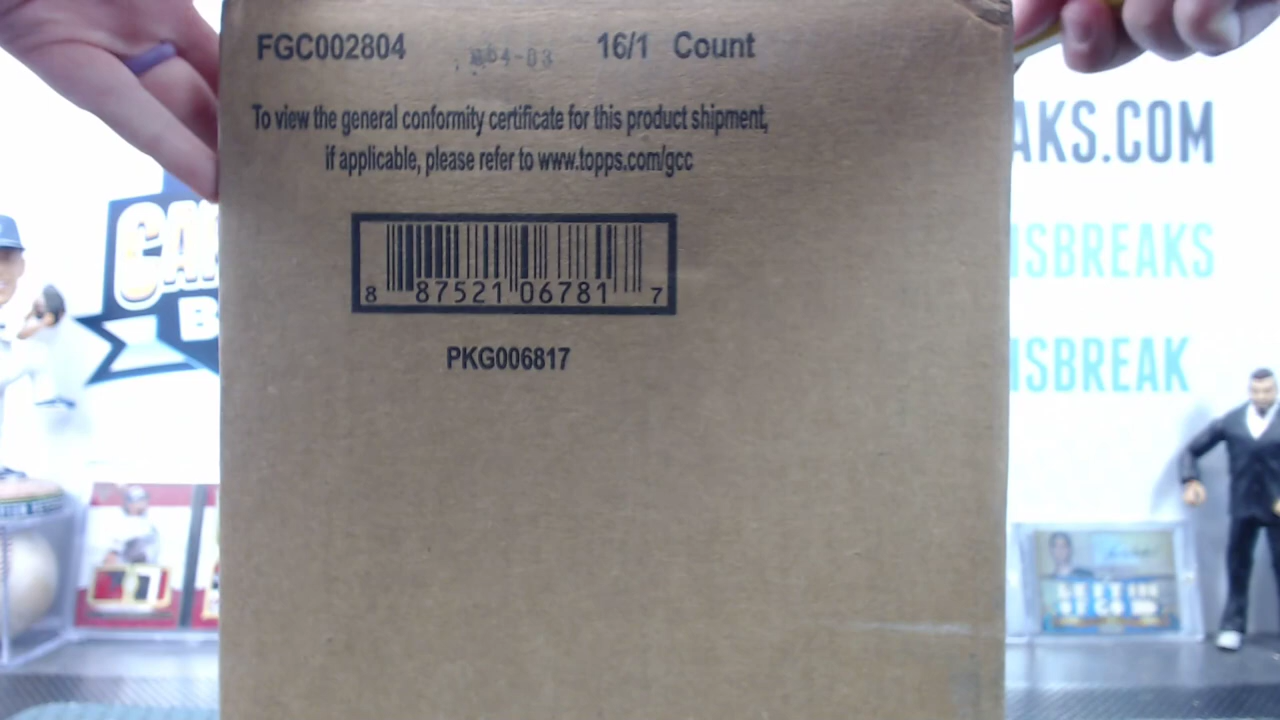 FGC002804 16/1 Count
To view the general conformity certificate for this product shipment,
if applicable, please refer to www.topps.com/gcc
8 87521 06781 7
PKG006817
AKS.COM
ISBREAKS
ISBREAK